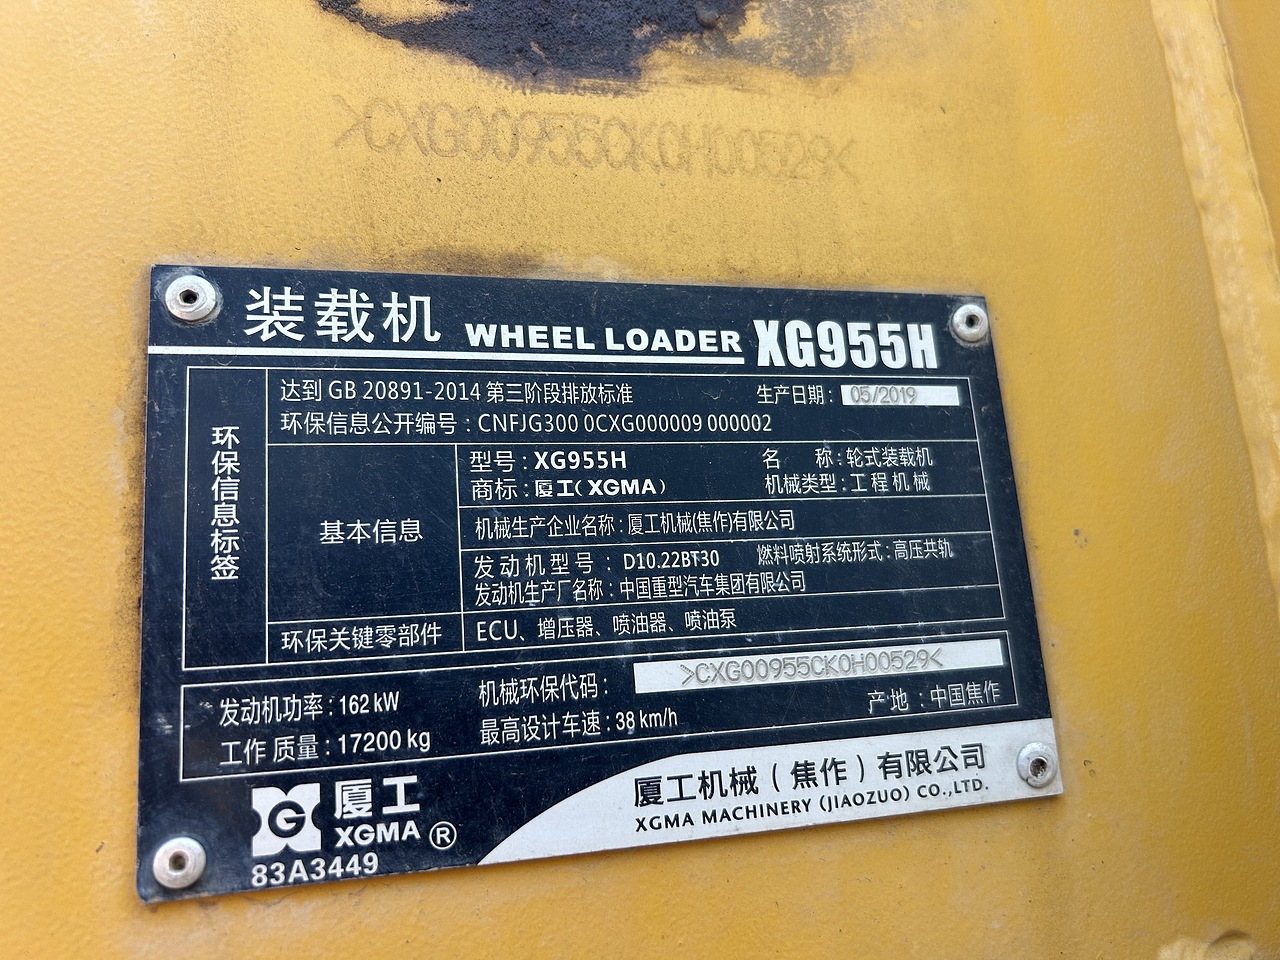 >CXG00955CK0H00529<
装载机 WHEEL LOADER XG955H
环保信息标签
达到 GB 20891-2014 第三阶段排放标准 生产日期: 05/2019
环保信息公开编号: CNFJG300 0CXG000009 000002
基本信息
型号: XG955H 名 称: 轮式装载机
商标: 厦工(XGMA) 机械类型: 工程机械
机械生产企业名称: 厦工机械(焦作)有限公司
发动机型号: D10.22BT30 燃料喷射系统形式: 高压共轨
发动机生产厂名称: 中国重型汽车集团有限公司
环保关键零部件 ECU、增压器、喷油器、喷油泵
发动机功率: 162 kW 机械环保代码: >CXG00955CK0H00529<
工作质量: 17200 kg 最高设计车速: 38 km/h 产地: 中国焦作
厦工
XGMA ®
83A3449
厦工机械(焦作)有限公司
XGMA MACHINERY (JIAOZUO) CO.,LTD.